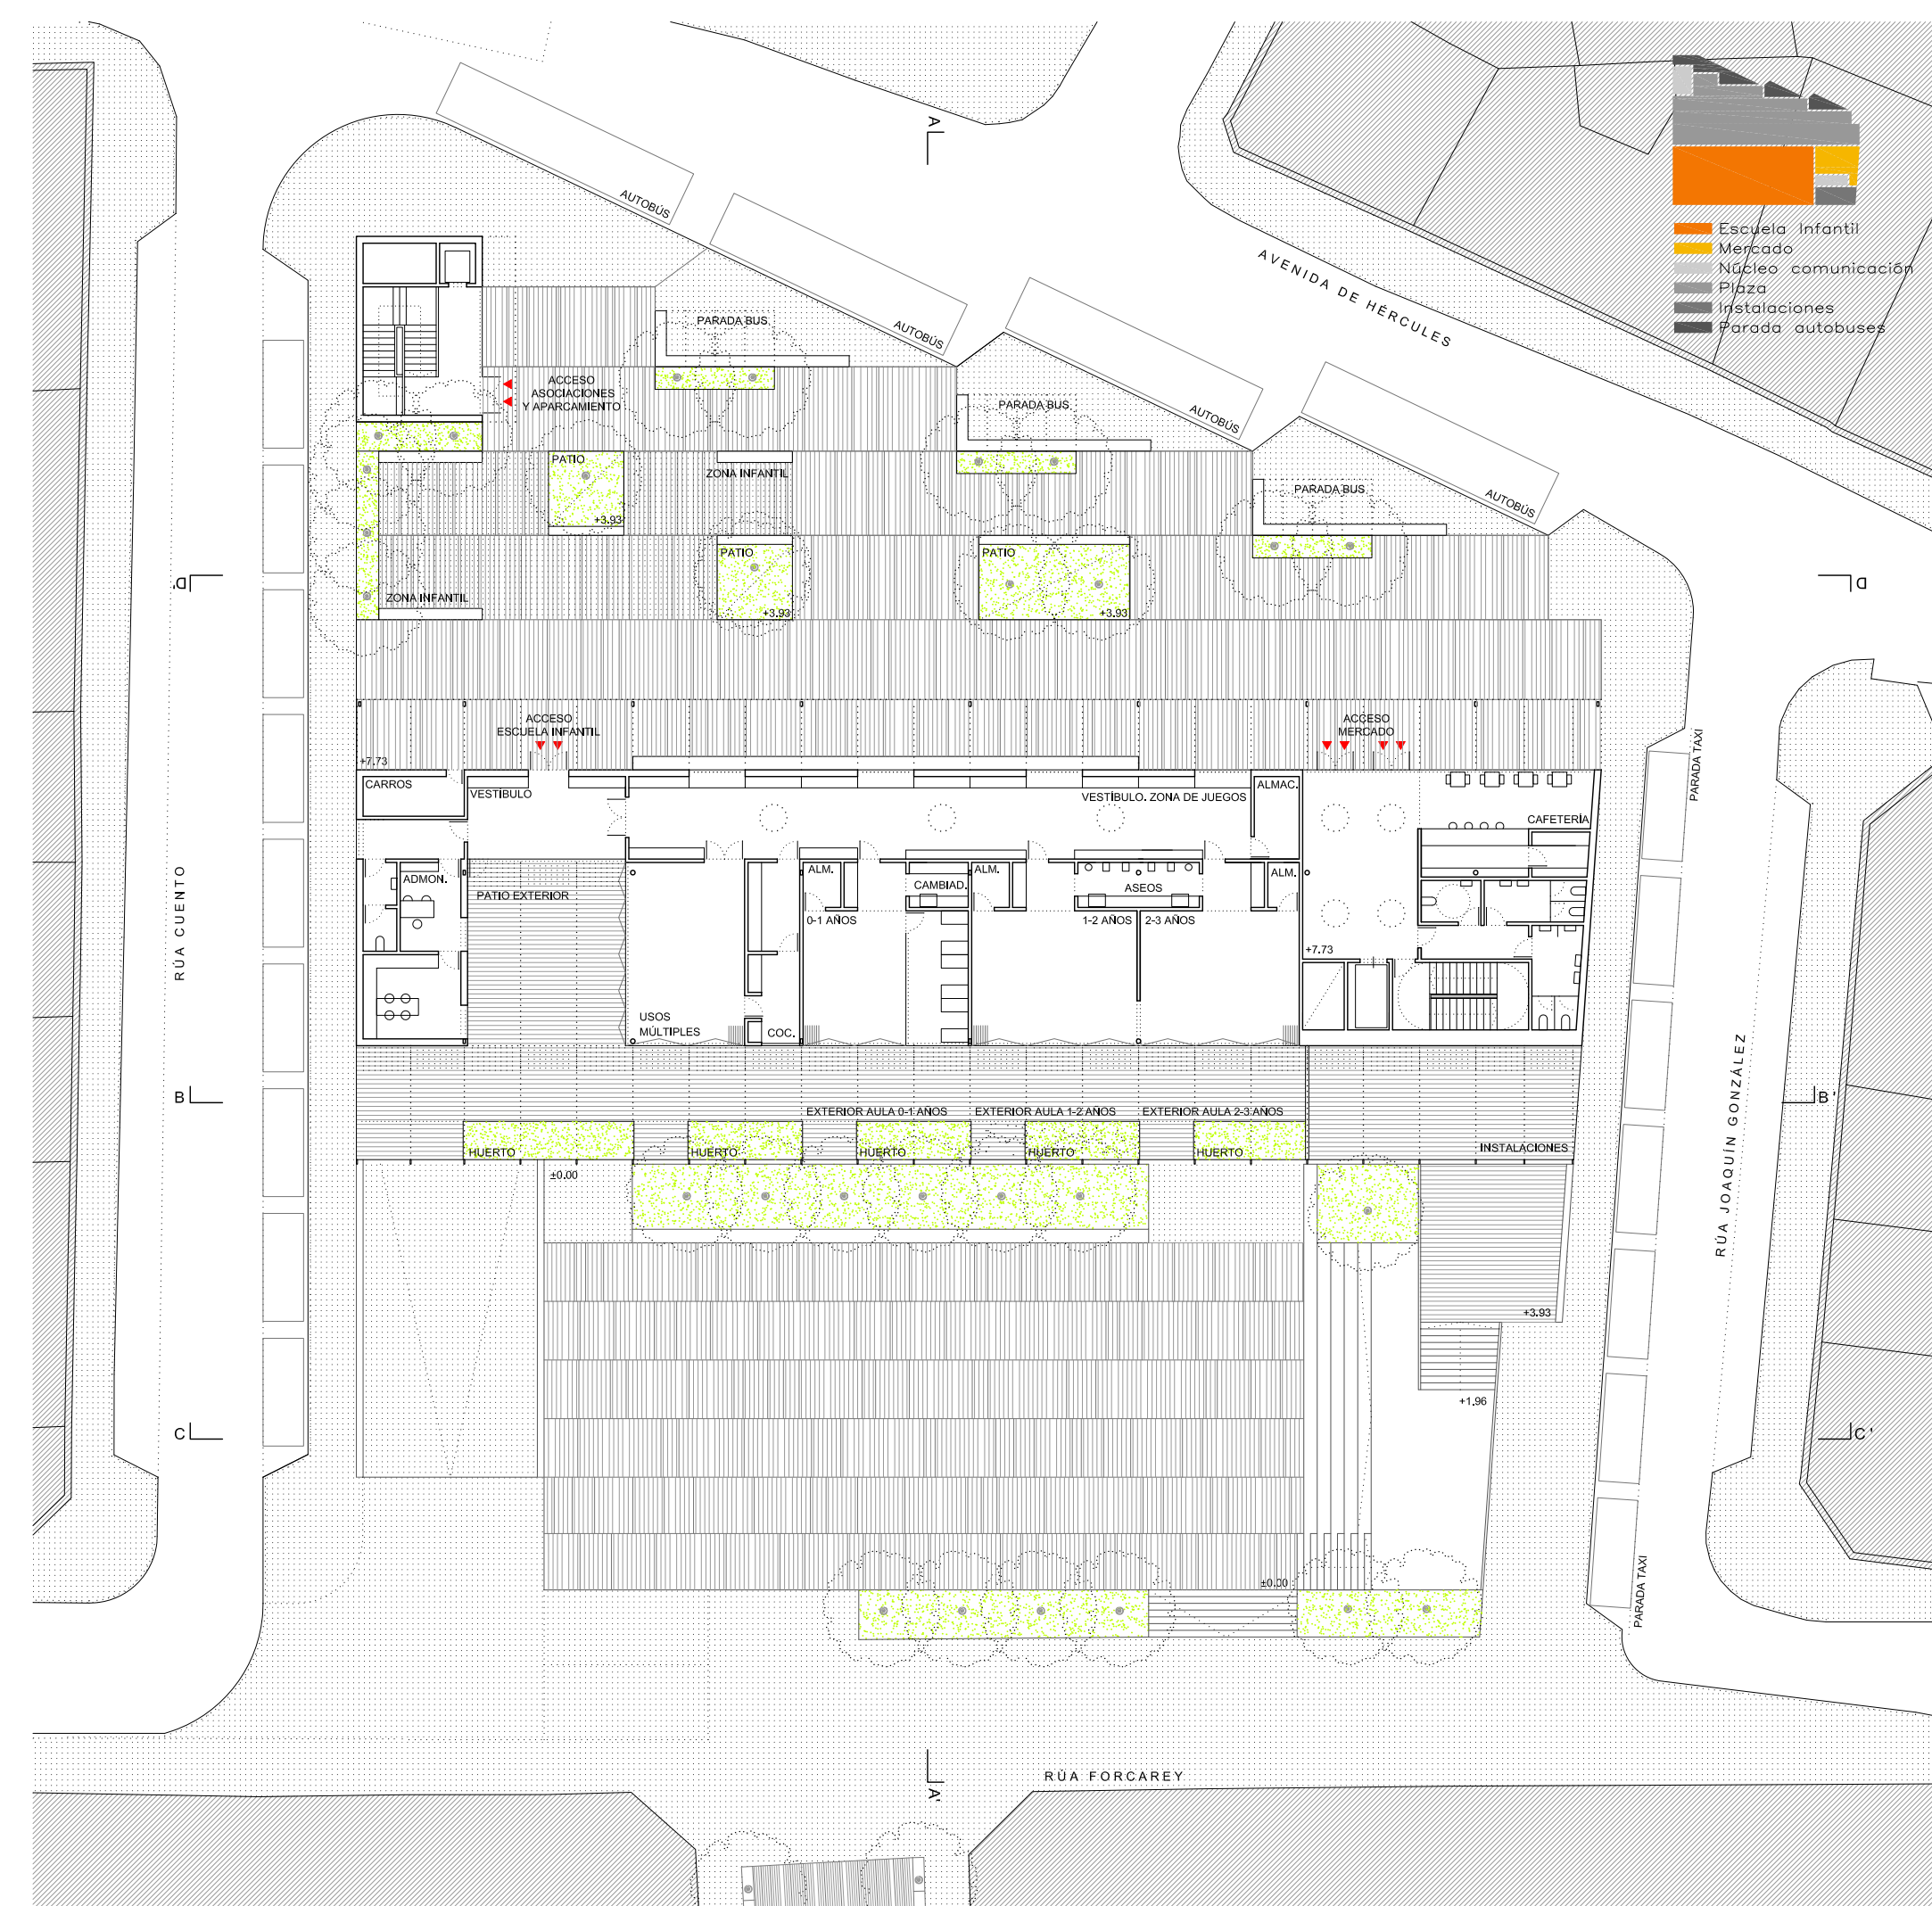 A
AUTOBÚS
AUTOBÚS
AUTOBÚS
AUTOBÚS
AVENIDA DE HÉRCULES
Escuela Infantil
Mercado
Núcleo comunicación
Plaza
Instalaciones
Parada autobuses
PARADA BUS
PARADA BUS
PARADA BUS
ACCESO
ASOCIACIONES
Y APARCAMIENTO
PATIO
+3.93
ZONA INFANTIL
PATIO
+3.93
PATIO
+3.93
ZONA INFANTIL
D'
D
ACCESO
ESCUELA INFANTIL
ACCESO
MERCADO
+7.73
CARROS
VESTÍBULO
VESTÍBULO. ZONA DE JUEGOS
ALMAC.
CAFETERÍA
PARADA TAXI
ADMON.
PATIO EXTERIOR
ALM.
CAMBIAD.
ALM.
ASEOS
ALM.
0-1 AÑOS
1-2 AÑOS
2-3 AÑOS
+7.73
USOS
MÚLTIPLES
COC.
RÚA CUENTO
B
B'
EXTERIOR AULA 0-1 AÑOS
EXTERIOR AULA 1-2 AÑOS
EXTERIOR AULA 2-3 AÑOS
HUERTO
HUERTO
HUERTO
HUERTO
HUERTO
INSTALACIONES
±0.00
RÚA JOAQUÍN GONZÁLEZ
+3.93
+1.96
C
C'
±0.00
PARADA TAXI
A'
RÚA FORCAREY